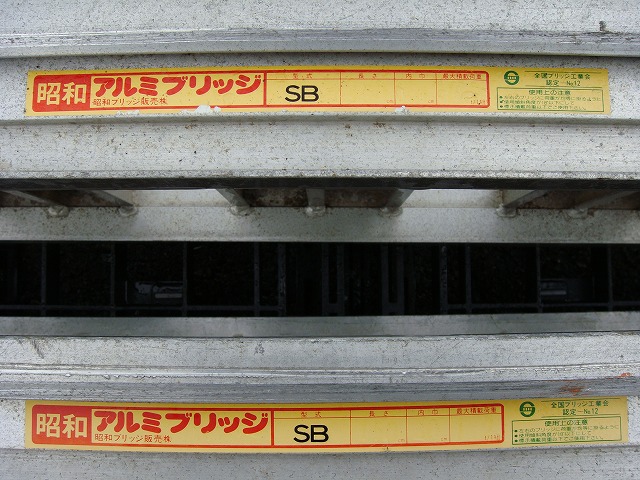 昭和 アルミブリッジ
昭和ブリッジ販売株
型式 長さ 内巾 最大積載荷重
SB
全国ブリッジ工業会
認定-No.12
使用上の注意
昭和 アルミブリッジ
昭和ブリッジ販売株
型式 長さ 内巾 最大積載荷重
SB
全国ブリッジ工業会
認定-No.12
使用上の注意